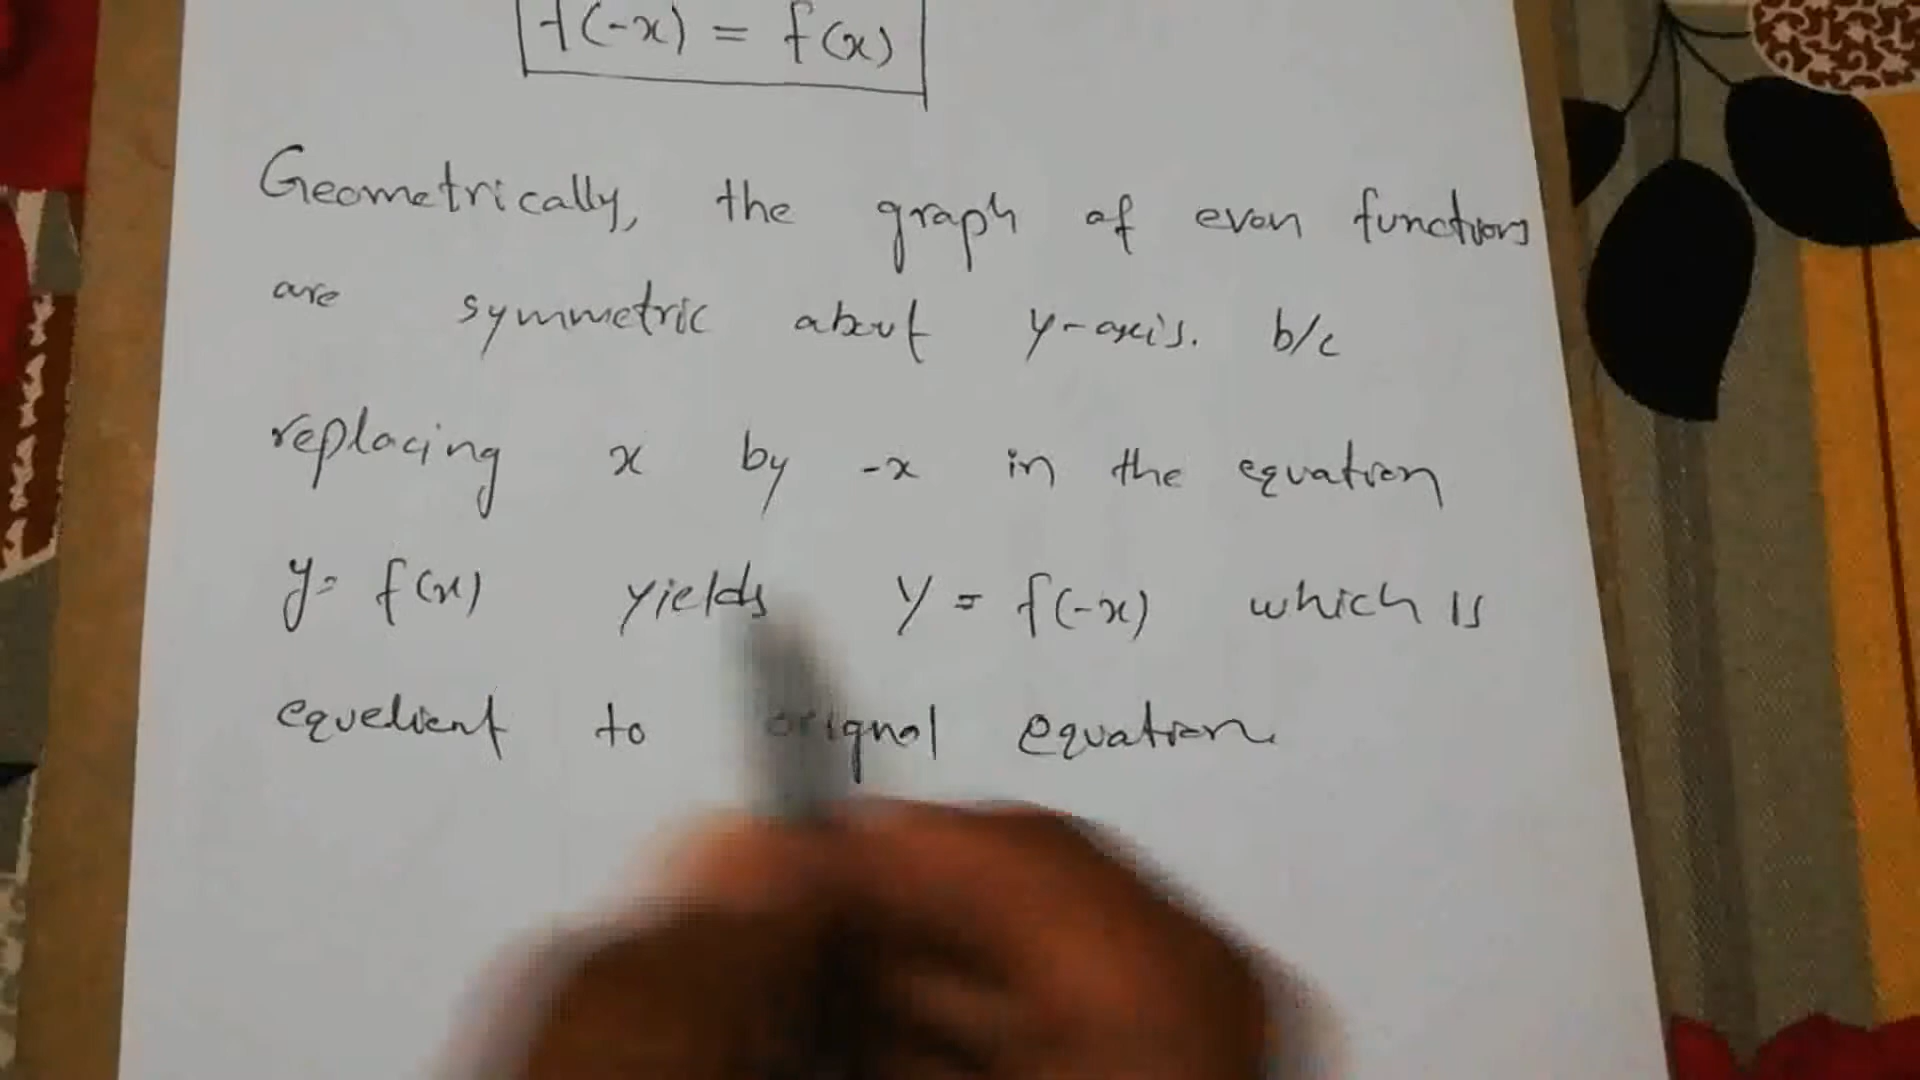 f(-x) = f(x)
Geometrically, the graph of even functions
are symmetric about y-axis. b/c
replacing x by -x in the equation
y= f(x) yields y = f(-x) which is
equelient to orignal equation.